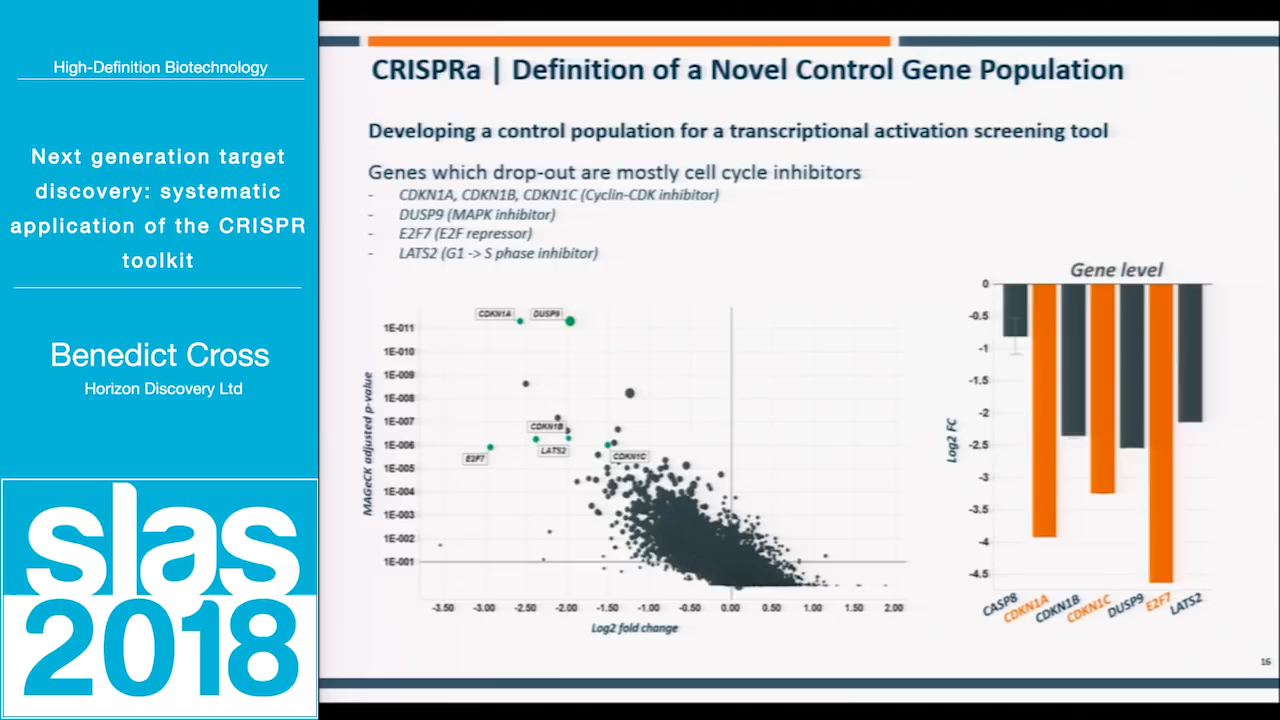 High-Definition Biotechnology
Next generation target
discovery: systematic
application of the CRISPR
toolkit
Benedict Cross
Horizon Discovery Ltd
slas
2018
CRISPRa | Definition of a Novel Control Gene Population
Developing a control population for a transcriptional activation screening tool
Genes which drop-out are mostly cell cycle inhibitors
- CDKN1A, CDKN1B, CDKN1C (Cyclin-CDK inhibitor)
- DUSP9 (MAPK inhibitor)
- E2F7 (E2F repressor)
- LATS2 (G1 -> S phase inhibitor)
MAGeCK adjusted p-value
1E-011
1E-010
1E-009
1E-008
1E-007
1E-006
1E-005
1E-004
1E-003
1E-002
1E-001
CDKN1A
DUSP9
CDKN1B
LATS2
E2F7
CDKN1C
-3.50 -3.00 -2.50 -2.00 -1.50 -1.00 -0.50 0.00 0.50 1.00 1.50 2.00
Log2 fold change
Gene level
Log2 FC
0
-0.5
-1
-1.5
-2
-2.5
-3
-3.5
-4
-4.5
CASP8 CDKN1A CDKN1B CDKN1C DUSP9 E2F7 LATS2
16